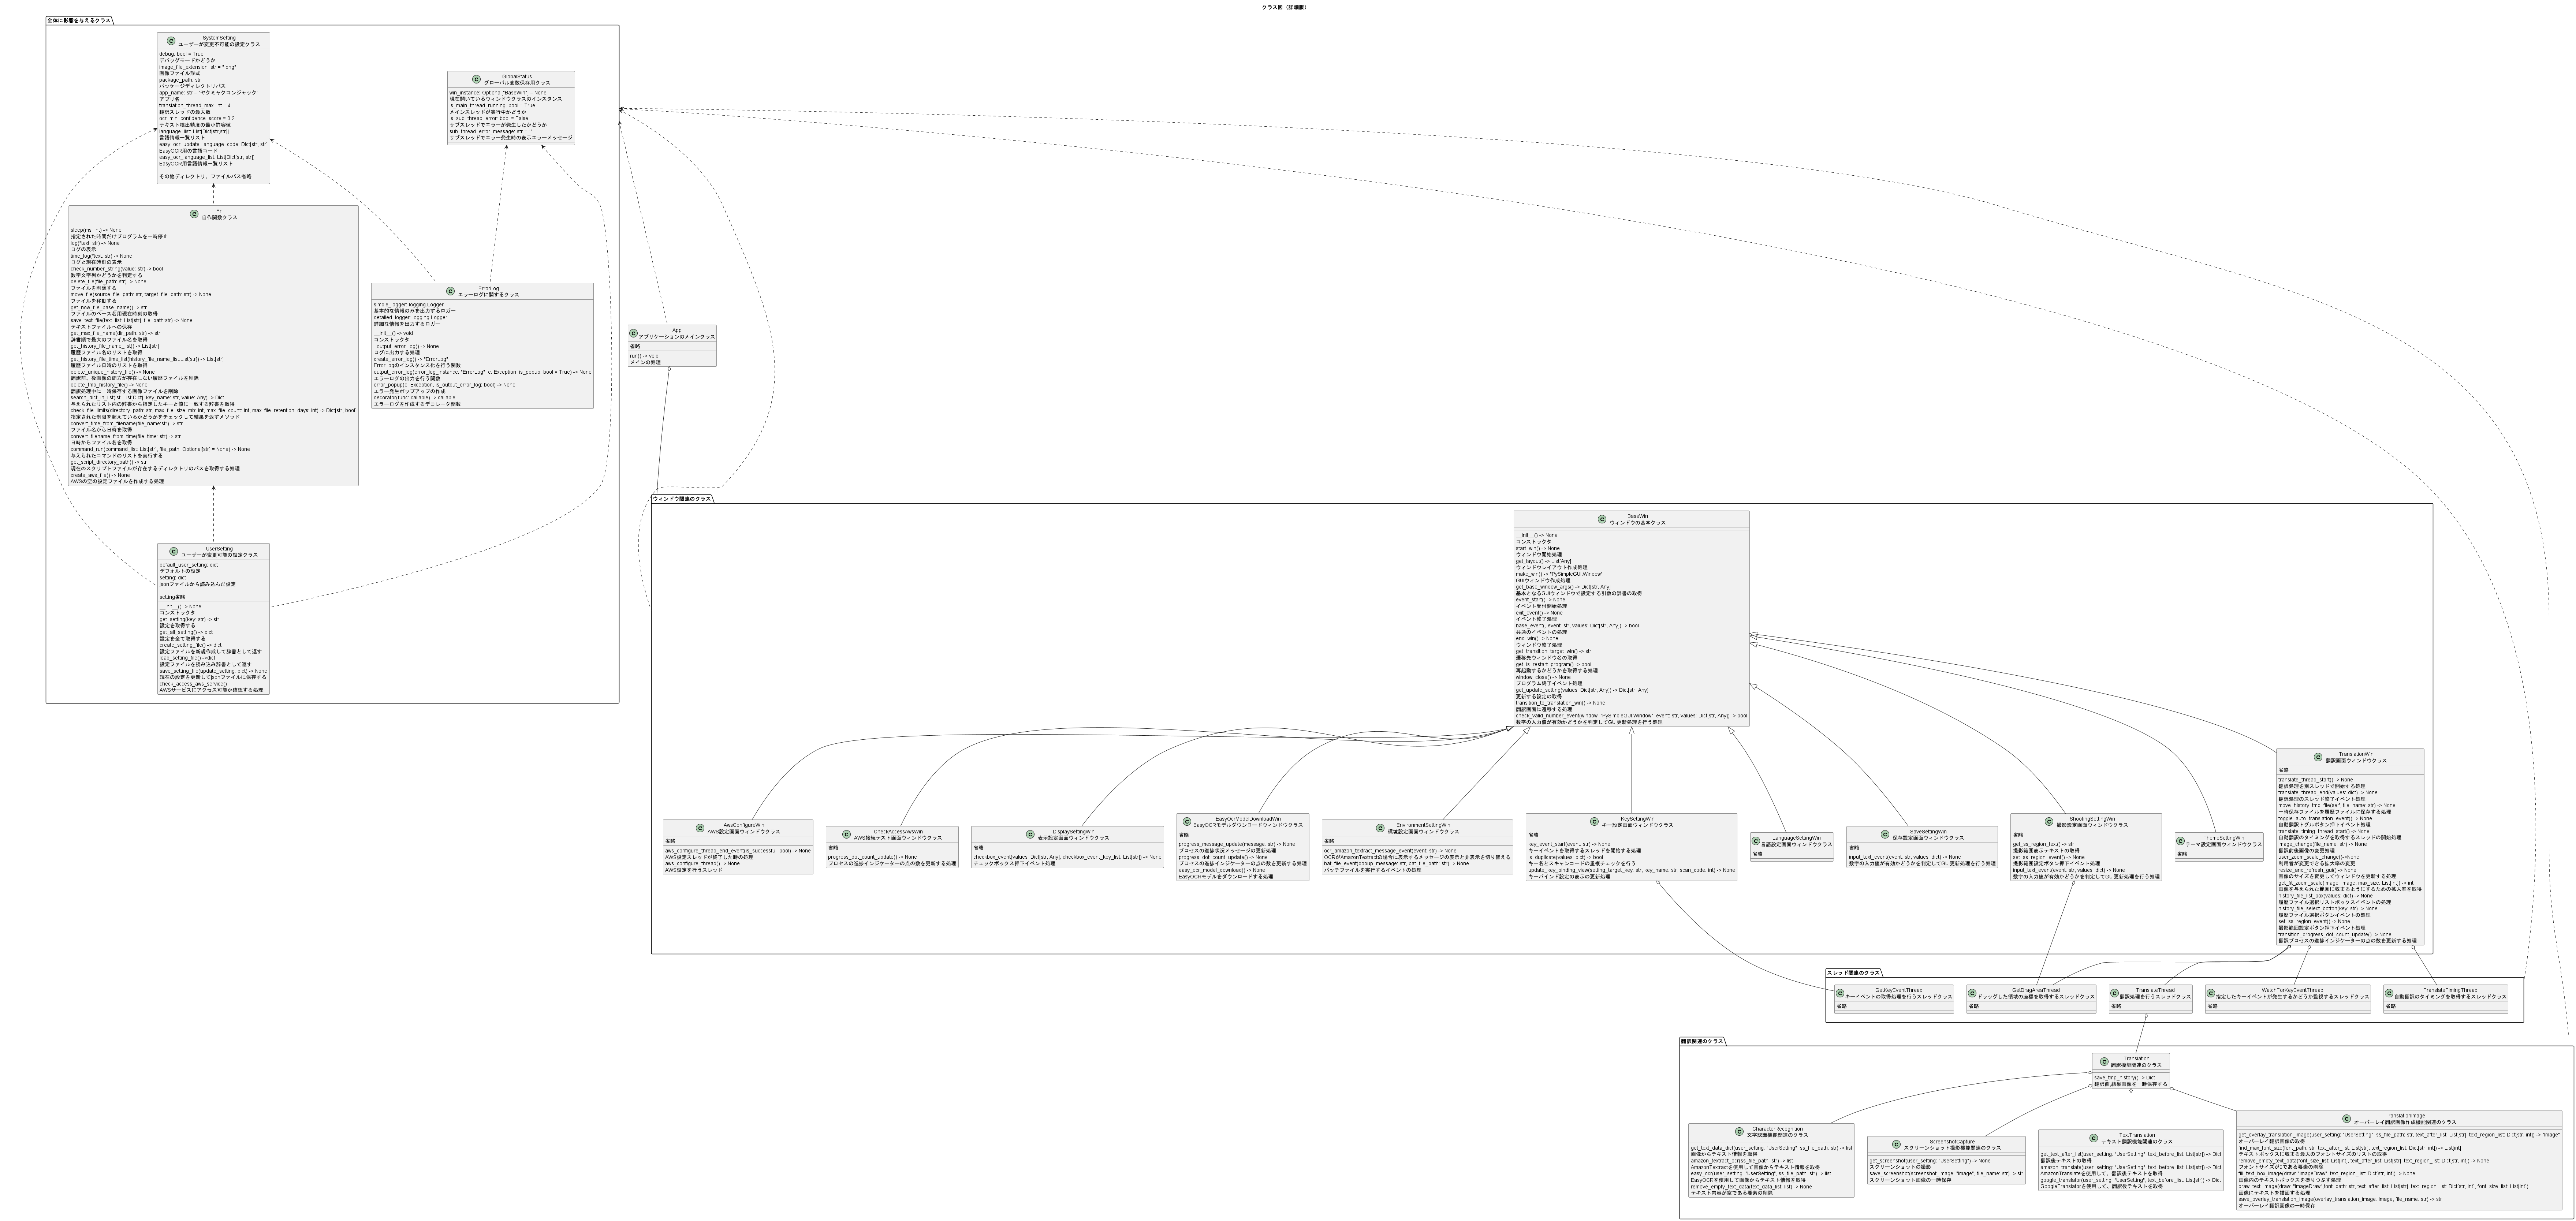 クラス図（詳細版）
全体に影響を与えるクラス
SystemSetting
ユーザーが変更不可能の設定クラス
debug: bool = True
デバッグモードかどうか
image_file_extension: str = ".png"
画像ファイル形式
package_path: str
パッケージディレクトリパス
app_name: str = "ヤクミャクコンジャック"
アプリ名
translation_thread_max: int = 4
翻訳スレッドの最大数
ocr_min_confidence_score = 0.2
テキスト検出精度の最小許容値
language_list: List[Dict[str,str]]
言語情報一覧リスト
easy_ocr_update_language_code: Dict[str, str]
EasyOCR用の言語コード
easy_ocr_language_list: List[Dict[str, str]]
EasyOCR用言語情報一覧リスト
その他ディレクトリ、ファイルパス省略
GlobalStatus
グローバル変数保存用クラス
win_instance: Optional["BaseWin"] = None
現在開いているウィンドウクラスのインスタンス
is_main_thread_running: bool = True
メインスレッドが実行中かどうか
is_sub_thread_error: bool = False
サブスレッドでエラーが発生したかどうか
sub_thread_error_message: str = ""
サブスレッドでエラー発生時の表示エラーメッセージ
Fn
自作関数クラス
sleep(ms: int) -> None
指定された時間だけプログラムを一時停止
log(*text: str) -> None
ログの表示
time_log(*text: str) -> None
ログと現在時刻の表示
check_number_string(value: str) -> bool
数字文字列かどうかを判定する
delete_file(file_path: str) -> None
ファイルを削除する
move_file(source_file_path: str, target_file_path: str) -> None
ファイルを移動する
get_now_file_base_name() -> str
ファイルのベース名用現在時刻の取得
save_text_file(text_list: List[str], file_path:str) -> None
テキストファイルへの保存
get_max_file_name(dir_path: str) -> str
辞書順で最大のファイル名を取得
get_history_file_name_list() -> List[str]
履歴ファイル名のリストを取得
get_history_file_time_list(history_file_name_list:List[str]) -> List[str]
履歴ファイル日時のリストを取得
delete_unique_history_file() -> None
翻訳前、後画像の両方が存在しない履歴ファイルを削除
delete_tmp_history_file() -> None
翻訳処理中に一時保存する画像ファイルを削除
search_dict_in_list(lst: List[Dict], key_name: str, value: Any) -> Dict
与えられたリスト内の辞書から指定したキーと値に一致する辞書を取得
check_file_limits(directory_path: str, max_file_size_mb: int, max_file_count: int, max_file_retention_days: int) -> Dict[str, bool]
指定された制限を超えているかどうかをチェックして結果を返すメソッド
convert_time_from_filename(file_name:str) -> str
ファイル名から日時を取得
convert_filename_from_time(file_time: str) -> str
日時からファイル名を取得
command_run(command_list: List[str], file_path: Optional[str] = None) -> None
与えられたコマンドのリストを実行する
get_script_directory_path() -> str
現在のスクリプトファイルが存在するディレクトリのパスを取得する処理
create_aws_file() -> None
AWSの空の設定ファイルを作成する処理
ErrorLog
エラーログに関するクラス
simple_logger: logging.Logger
基本的な情報のみを出力するロガー
detailed_logger: logging.Logger
詳細な情報を出力するロガー
__init__() -> void
コンストラクタ
_output_error_log() -> None
ログに出力する処理
create_error_log() -> "ErrorLog"
ErrorLogのインスタンス化を行う関数
output_error_log(error_log_instance: "ErrorLog", e: Exception, is_popup: bool = True) -> None
エラーログの出力を行う関数
error_popup(e: Exception, is_output_error_log: bool) -> None
エラー発生ポップアップの作成
decorator(func: callable) -> callable
エラーログを作成するデコレータ関数
UserSetting
ユーザーが変更可能の設定クラス
default_user_setting: dict
デフォルトの設定
setting: dict
jsonファイルから読み込んだ設定
setting省略
__init__() -> None
コンストラクタ
get_setting(key: str) -> str
設定を取得する
get_all_setting() -> dict
設定を全て取得する
create_setting_file() -> dict
設定ファイルを新規作成して辞書として返す
load_setting_file() ->dict
設定ファイルを読み込み辞書として返す
save_setting_file(update_setting: dict) -> None
現在の設定を更新してjsonファイルに保存する
check_access_aws_service()
AWSサービスにアクセス可能か確認する処理
App
アプリケーションのメインクラス
省略
run() -> void
メインの処理
ウィンドウ関連のクラス
BaseWin
ウィンドウの基本クラス
__init__() -> None
コンストラクタ
start_win() -> None
ウィンドウ開始処理
get_layout() -> List[Any]
ウィンドウレイアウト作成処理
make_win() -> "PySimpleGUI.Window"
GUIウィンドウ作成処理
get_base_window_args() -> Dict[str, Any]
基本となるGUIウィンドウで設定する引数の辞書の取得
event_start() -> None
イベント受付開始処理
exit_event() -> None
イベント終了処理
base_event(, event: str, values: Dict[str, Any]) -> bool
共通のイベントの処理
end_win() -> None
ウィンドウ終了処理
get_transition_target_win() -> str
遷移先ウィンドウ名の取得
get_is_restart_program() -> bool
再起動するかどうかを取得する処理
window_close() -> None
プログラム終了イベント処理
get_update_setting(values: Dict[str, Any]) -> Dict[str, Any]
更新する設定の取得
transition_to_translation_win() -> None
翻訳画面に遷移する処理
check_valid_number_event(window: "PySimpleGUI.Window", event: str, values: Dict[str, Any]) -> bool
数字の入力値が有効かどうかを判定してGUI更新処理を行う処理
AwsConfigureWin
AWS設定画面ウィンドウクラス
省略
aws_configure_thread_end_event(is_successful: bool) -> None
AWS設定スレッドが終了した時の処理
aws_configure_thread() -> None
AWS設定を行うスレッド
CheckAccessAwsWin
AWS接続テスト画面ウィンドウクラス
省略
progress_dot_count_update() -> None
プロセスの進捗インジケーターの点の数を更新する処理
DisplaySettingWin
表示設定画面ウィンドウクラス
省略
checkbox_event(values: Dict[str, Any], checkbox_event_key_list: List[str]) -> None
チェックボックス押下イベント処理
EasyOcrModelDownloadWin
EasyOCRモデルダウンロードウィンドウクラス
省略
progress_message_update(message: str) -> None
プロセスの進捗状況メッセージの更新処理
progress_dot_count_update() -> None
プロセスの進捗インジケーターの点の数を更新する処理
easy_ocr_model_download() -> None
EasyOCRモデルをダウンロードする処理
EnvironmentSettingWin
環境設定画面ウィンドウクラス
省略
ocr_amazon_textract_message_event(event: str) -> None
OCRがAmazonTextractの場合に表示するメッセージの表示と非表示を切り替える
bat_file_event(popup_message: str, bat_file_path: str) -> None
バッチファイルを実行するイベントの処理
KeySettingWin
キー設定画面ウィンドウクラス
省略
key_event_start(event: str) -> None
キーイベントを取得するスレッドを開始する処理
is_duplicate(values: dict) -> bool
キー名とスキャンコードの重複チェックを行う
update_key_binding_view(setting_target_key: str, key_name: str, scan_code: int) -> None
キーバインド設定の表示の更新処理
LanguageSettingWin
言語設定画面ウィンドウクラス
省略
SaveSettingWin
保存設定画面ウィンドウクラス
省略
input_text_event(event: str, values: dict) -> None
数字の入力値が有効かどうかを判定してGUI更新処理を行う処理
ShootingSettingWin
撮影設定画面ウィンドウクラス
省略
get_ss_region_text() -> str
撮影範囲表示テキストの取得
set_ss_region_event() -> None
撮影範囲設定ボタン押下イベント処理
input_text_event(event: str, values: dict) -> None
数字の入力値が有効かどうかを判定してGUI更新処理を行う処理
ThemeSettingWin
テーマ設定画面ウィンドウクラス
省略
TranslationWin
翻訳画面ウィンドウクラス
省略
translate_thread_start() -> None
翻訳処理を別スレッドで開始する処理
translate_thread_end(values: dict) -> None
翻訳処理のスレッド終了イベント処理
move_history_tmp_file(self, file_name: str) -> None
一時保存ファイルを履歴ファイルに保存する処理
toggle_auto_translation_event() -> None
自動翻訳トグルボタン押下イベント処理
translate_timing_thread_start() -> None
自動翻訳のタイミングを取得するスレッドの開始処理
image_change(file_name: str) -> None
翻訳前後画像の変更処理
user_zoom_scale_change()->None
利用者が変更できる拡大率の変更
resize_and_refresh_gui() -> None
画像のサイズを変更してウィンドウを更新する処理
get_fit_zoom_scale(image: Image, max_size: List[int]) -> int
画像を与えられた範囲に収まるようにするための拡大率を取得
history_file_list_box(values: dict) -> None
履歴ファイル選択リストボックスイベントの処理
history_file_select_botton(key: str) -> None
履歴ファイル選択ボタンイベントの処理
set_ss_region_event() -> None
撮影範囲設定ボタン押下イベント処理
transition_progress_dot_count_update() -> None
翻訳プロセスの進捗インジケーターの点の数を更新する処理
スレッド関連のクラス
GetKeyEventThread
キーイベントの取得処理を行うスレッドクラス
省略
GetDragAreaThread
ドラッグした領域の座標を取得するスレッドクラス
省略
TranslateThread
翻訳処理を行うスレッドクラス
省略
WatchForKeyEventThread
指定したキーイベントが発生するかどうか監視するスレッドクラス
省略
TranslateTimingThread
自動翻訳のタイミングを取得するスレッドクラス
省略
翻訳関連のクラス
Translation
翻訳機能関連のクラス
save_tmp_history() -> Dict
翻訳前,結果画像を一時保存する
CharacterRecognition
文字認識機能関連のクラス
get_text_data_dict(user_setting: "UserSetting", ss_file_path: str) -> list
画像からテキスト情報を取得
amazon_textract_ocr(ss_file_path: str) -> list
AmazonTextractを使用して画像からテキスト情報を取得
easy_ocr(user_setting: "UserSetting", ss_file_path: str) -> list
EasyOCRを使用して画像からテキスト情報を取得
remove_empty_text_data(text_data_list: list) -> None
テキスト内容が空である要素の削除
ScreenshotCapture
スクリーンショット撮影機能関連のクラス
get_screenshot(user_setting: "UserSetting") -> None
スクリーンショットの撮影
save_screenshot(screenshot_image: "Image", file_name: str) -> str
スクリーンショット画像の一時保存
TextTranslation
テキスト翻訳機能関連のクラス
get_text_after_list(user_setting: "UserSetting", text_before_list: List[str]) -> Dict
翻訳後テキストの取得
amazon_translate(user_setting: "UserSetting", text_before_list: List[str]) -> Dict
AmazonTranslateを使用して、翻訳後テキストを取得
google_translator(user_setting: "UserSetting", text_before_list: List[str]) -> Dict
GoogleTranslatorを使用して、翻訳後テキストを取得
TranslationImage
オーバーレイ翻訳画像作成機能関連のクラス
get_overlay_translation_image(user_setting: "UserSetting", ss_file_path: str, text_after_list: List[str], text_region_list: Dict[str, int]) -> "Image"
オーバーレイ翻訳画像の取得
find_max_font_size(font_path: str, text_after_list: List[str], text_region_list: Dict[str, int]) -> List[int]
テキストボックスに収まる最大のフォントサイズのリストの取得
remove_empty_text_data(font_size_list: List[int], text_after_list: List[str], text_region_list: Dict[str, int]) -> None
フォントサイズが0である要素の削除
fill_text_box_image(draw: "ImageDraw", text_region_list: Dict[str, int]) -> None
画像内のテキストボックスを塗りつぶす処理
draw_text_image(draw: "ImageDraw",font_path: str, text_after_list: List[str], text_region_list: Dict[str, int], font_size_list: List[int])
画像にテキストを描画する処理
save_overlay_translation_image(overlay_translation_image: Image, file_name: str) -> str
オーバーレイ翻訳画像の一時保存